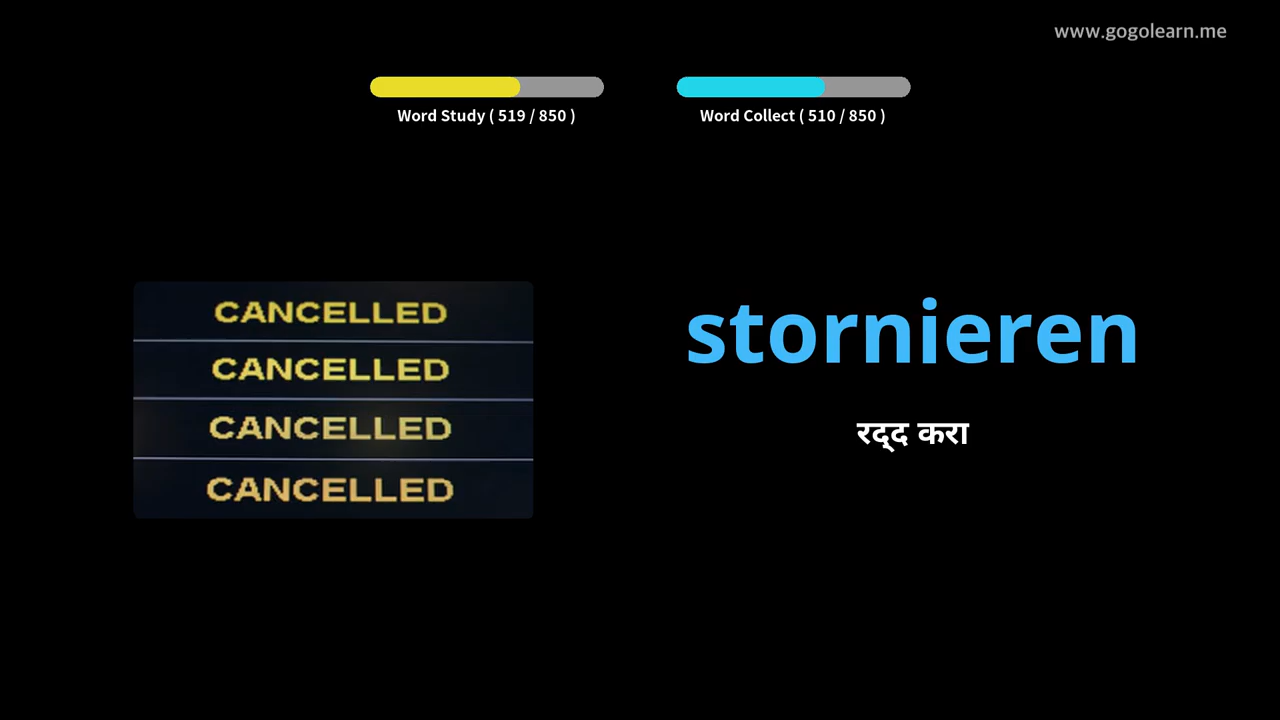 www.gogolearn.me
Word Study ( 519 / 850 )
Word Collect ( 510 / 850 )
CANCELLED
CANCELLED
CANCELLED
CANCELLED
stornieren
रद्द करा